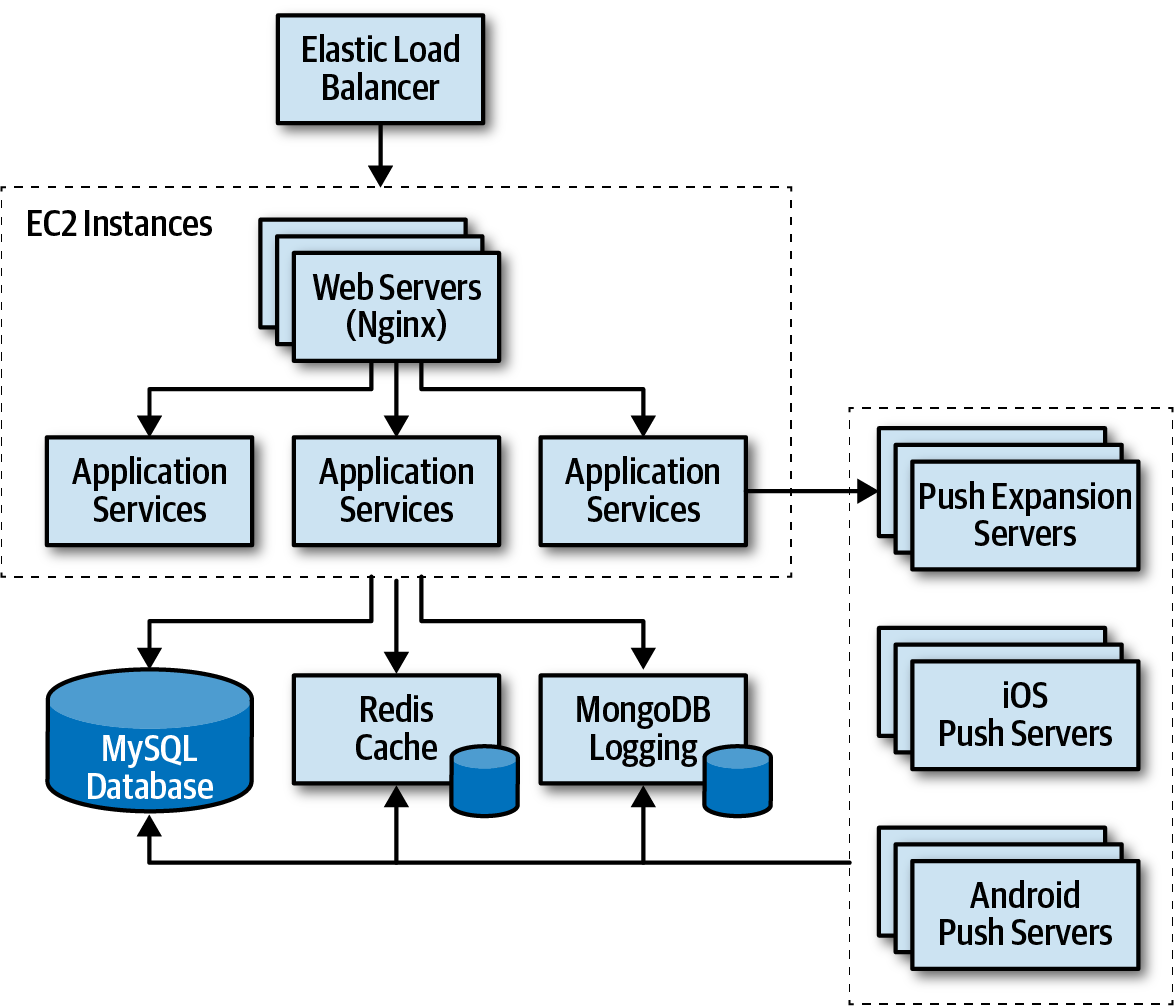 Elastic Load
Balancer
EC2 Instances
Web Servers
(Nginx)
Application
Services
Application
Services
Application
Services
Push Expansion
Servers
MySQL
Database
Redis
Cache
MongoDB
Logging
iOS
Push Servers
Android
Push Servers